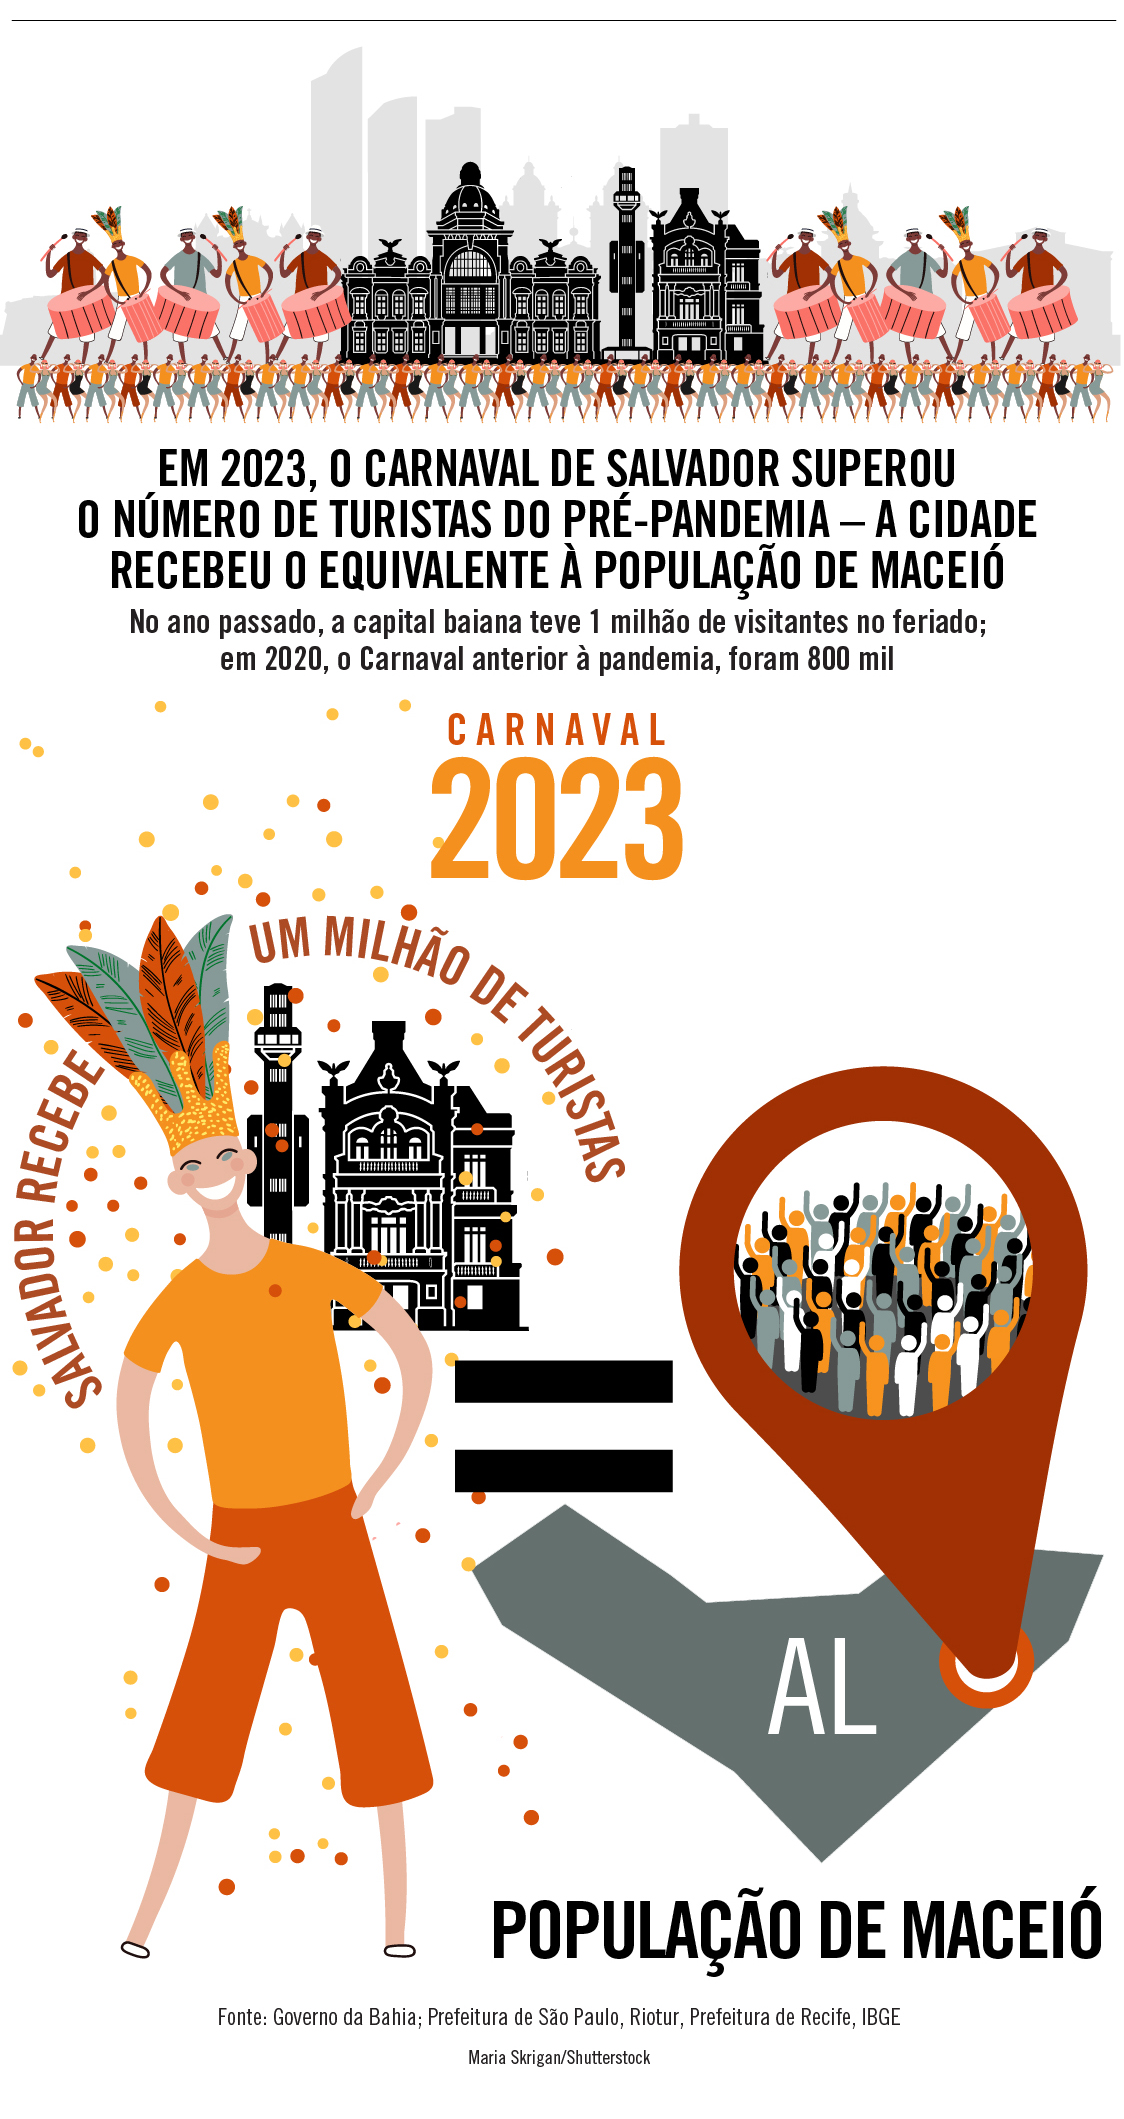 EM 2023, O CARNAVAL DE SALVADOR SUPEROU
O NÚMERO DE TURISTAS DO PRÉ-PANDEMIA – A CIDADE
RECEBEU O EQUIVALENTE À POPULAÇÃO DE MACEIÓ
No ano passado, a capital baiana teve 1 milhão de visitantes no feriado;
em 2020, o Carnaval anterior à pandemia, foram 800 mil
CARNAVAL
2023
SALVADOR RECEBE UM MILHÃO DE TURISTAS
AL
POPULAÇÃO DE MACEIÓ
Fonte: Governo da Bahia; Prefeitura de São Paulo, Riotur, Prefeitura de Recife, IBGE
Maria Skrigan/Shutterstock